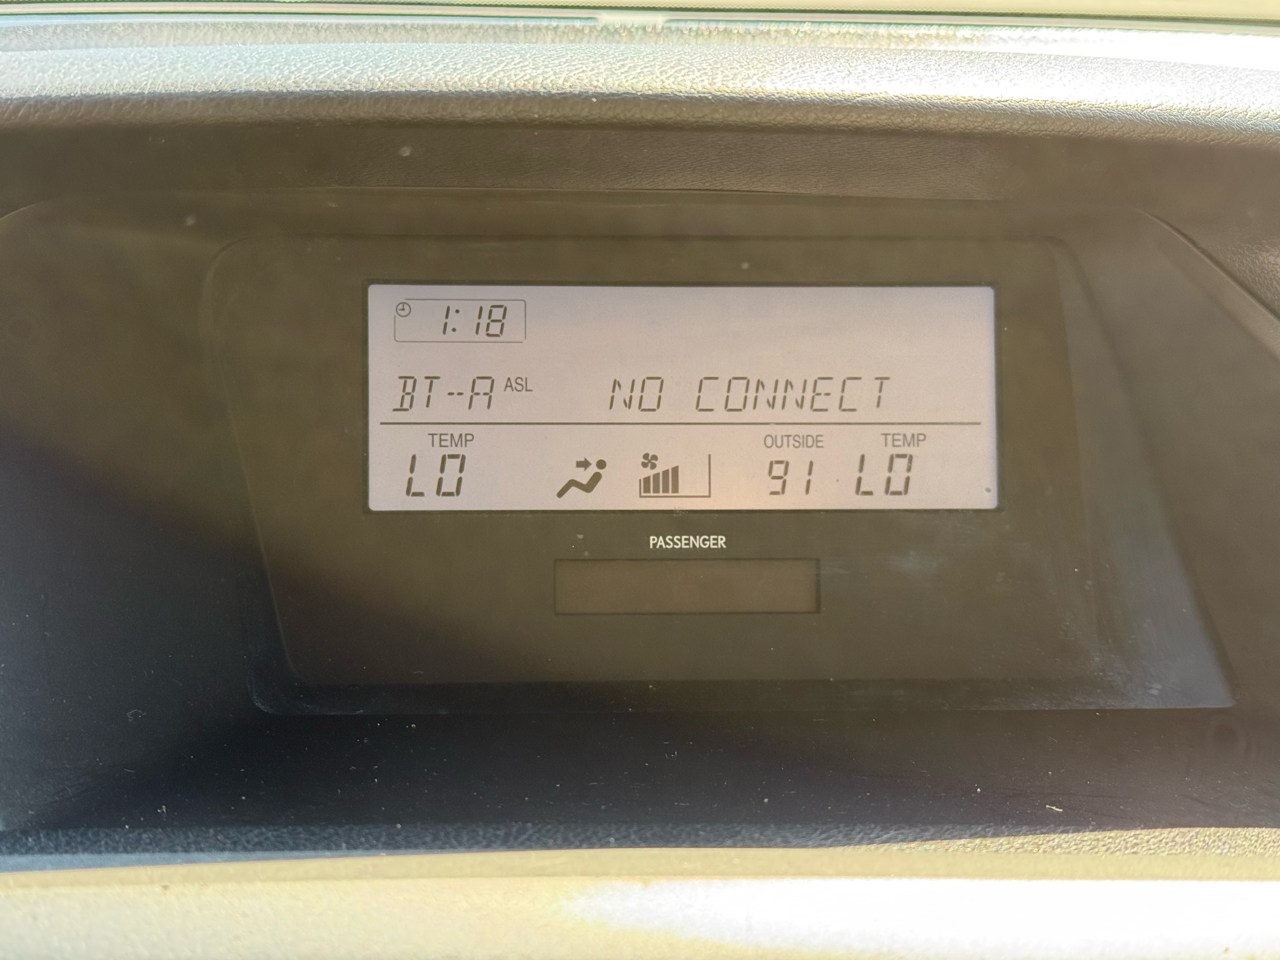 1:18
BT-A ASL NO CONNECT
TEMP OUTSIDE TEMP
LO 91 LO
PASSENGER